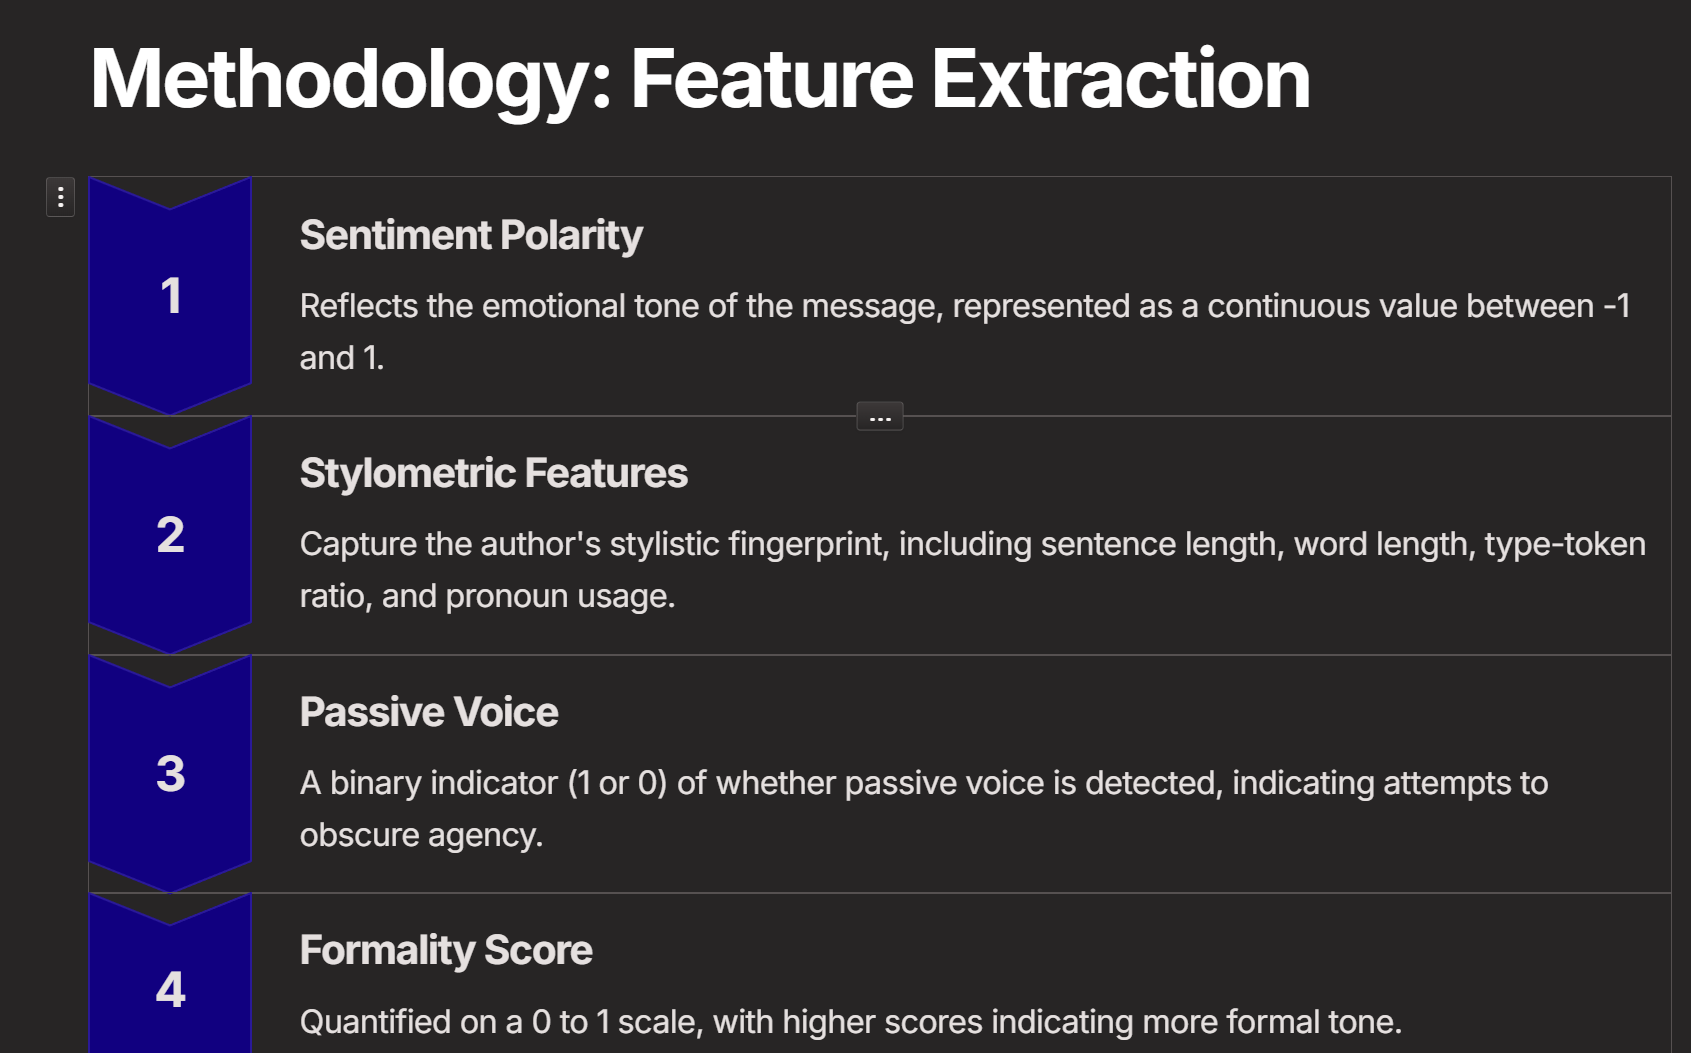 Methodology: Feature Extraction
1
Sentiment Polarity
Reflects the emotional tone of the message, represented as a continuous value between -1
and 1.
2
Stylometric Features
Capture the author's stylistic fingerprint, including sentence length, word length, type-token
ratio, and pronoun usage.
3
Passive Voice
A binary indicator (1 or 0) of whether passive voice is detected, indicating attempts to
obscure agency.
4
Formality Score
Quantified on a 0 to 1 scale, with higher scores indicating more formal tone.